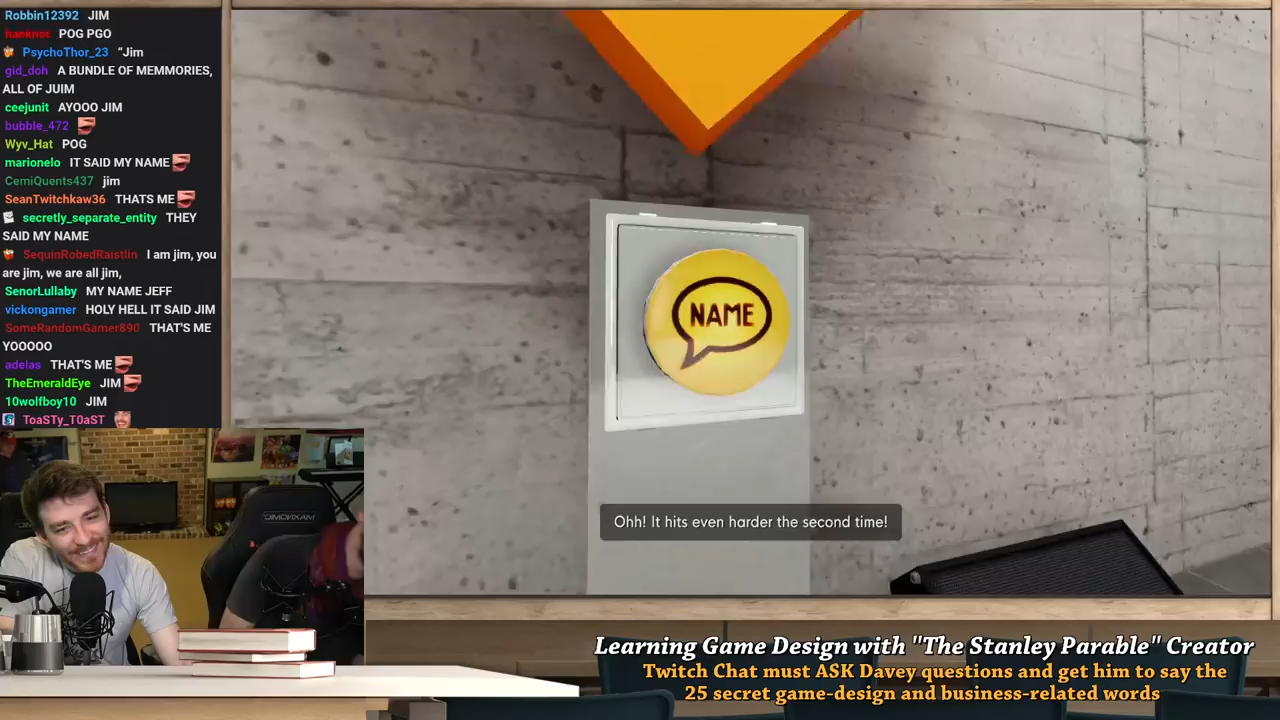 Robbin12392 JIM
hanknot POG PGO
PsychoThor_23 “Jim
gid_doh A BUNDLE OF MEMMORIES,
ALL OF JUIM
ceejunit AYOOO JIM
bubble_472
Wyv_Hat POG
marionelo IT SAID MY NAME
CemiQuents437 jim
SeanTwitchkaw36 THATS ME
secretly_separate_entity THEY
SAID MY NAME
SequinRobedRaistlin I am jim, you
are jim, we are all jim,
SenorLullaby MY NAME JEFF
vickongamer HOLY HELL IT SAID JIM
SomeRandomGamer890 THAT'S ME
YOOOOO
adelas THAT'S ME
TheEmeraldEye JIM
10wolfboy10 JIM
ToaSTy_T0aST
NAME
Ohh! It hits even harder the second time!
MAXNOMIC
Learning Game Design with "The Stanley Parable" Creator
Twitch Chat must ASK Davey questions and get him to say the
25 secret game-design and business-related words